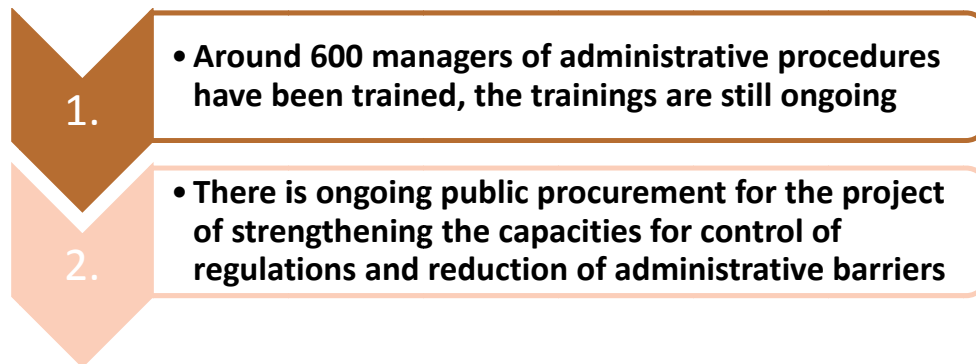 1.
• Around 600 managers of administrative procedures
have been trained, the trainings are still ongoing
2.
• There is ongoing public procurement for the project
of strengthening the capacities for control of
regulations and reduction of administrative barriers